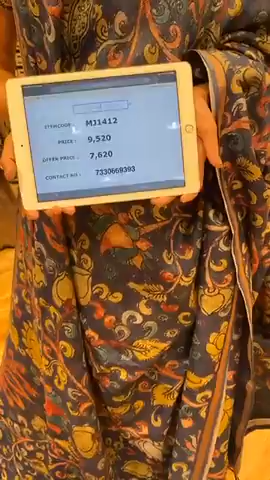 ITEMCODE : MJ1412
PRICE : 9,520
OFFER PRICE : 7,620
CONTACT NO : 7330669393